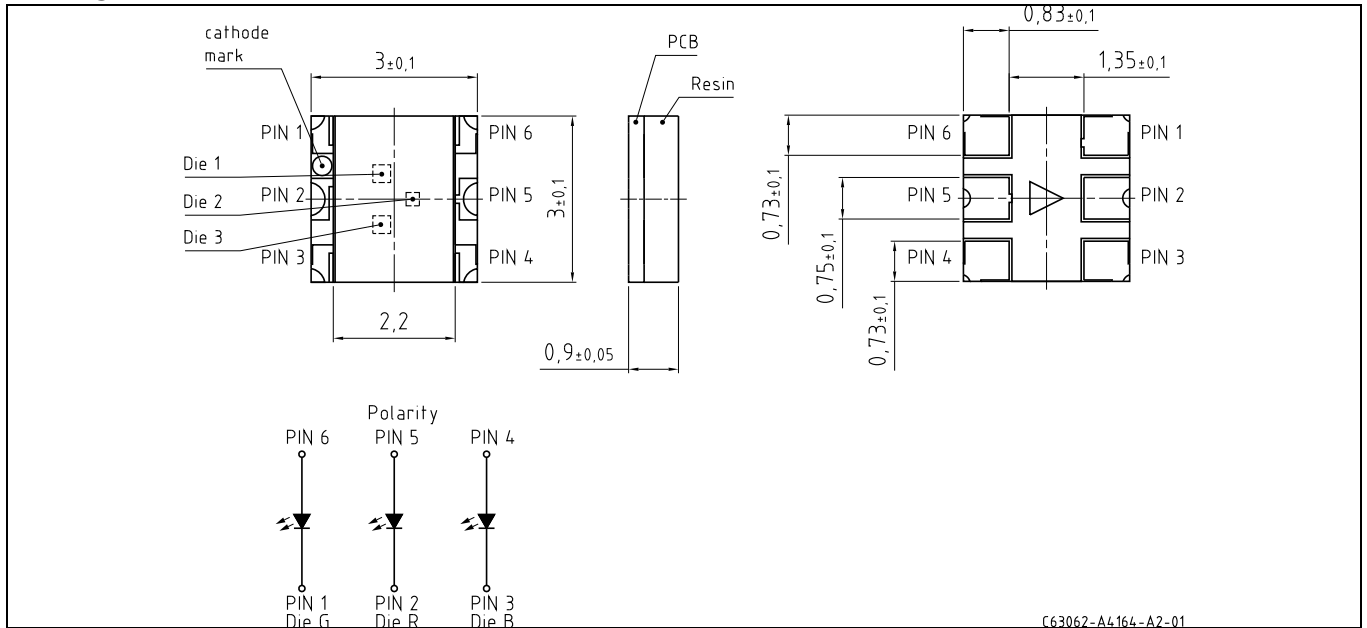 cathode
mark
3±0,1
PCB
Resin
0,83±0,1
1,35±0,1
PIN 1
PIN 6
Die 1
PIN 2
PIN 5
Die 2
Die 3
PIN 3
PIN 4
3±0,1
2,2
0,9±0,05
PIN 6
PIN 1
PIN 5
PIN 2
PIN 4
PIN 3
0,73±0,1
0,75±0,1
0,73±0,1
Polarity
PIN 6 PIN 5 PIN 4
PIN 1 PIN 2 PIN 3
Die G Die R Die B
C63062-A4164-A2-01